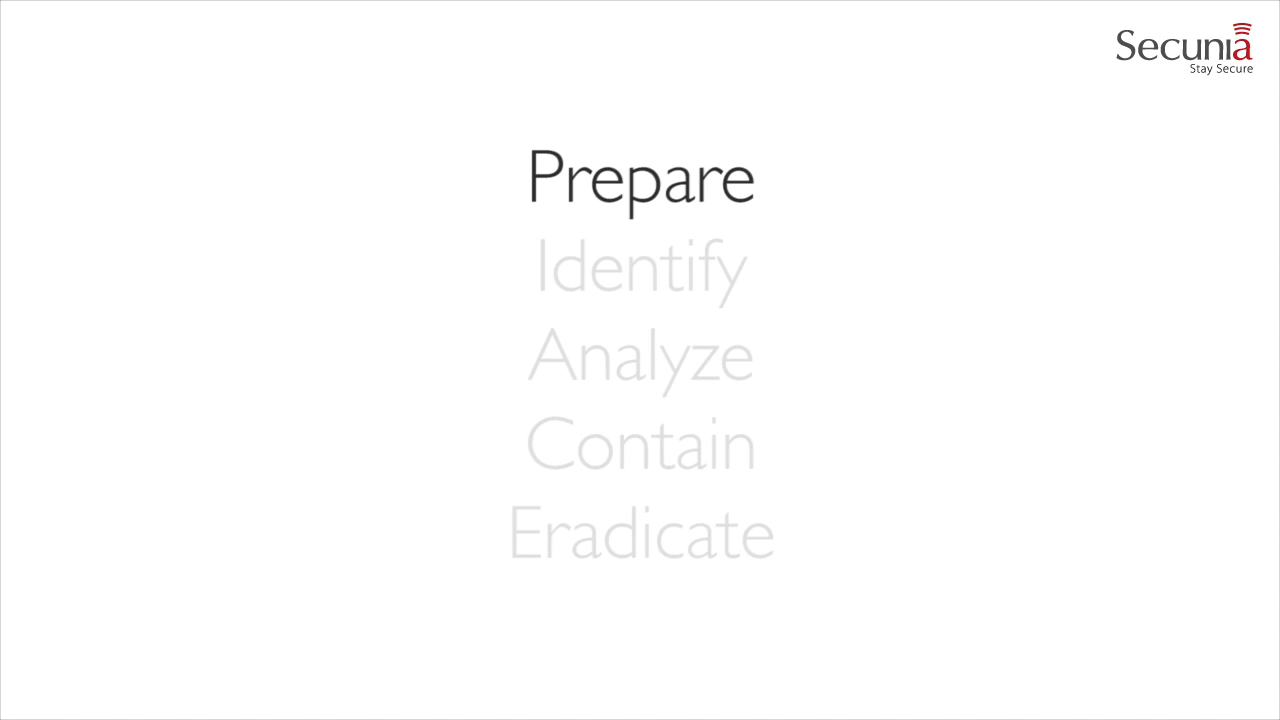 Secunia
Stay Secure
Prepare
Identify
Analyze
Contain
Eradicate